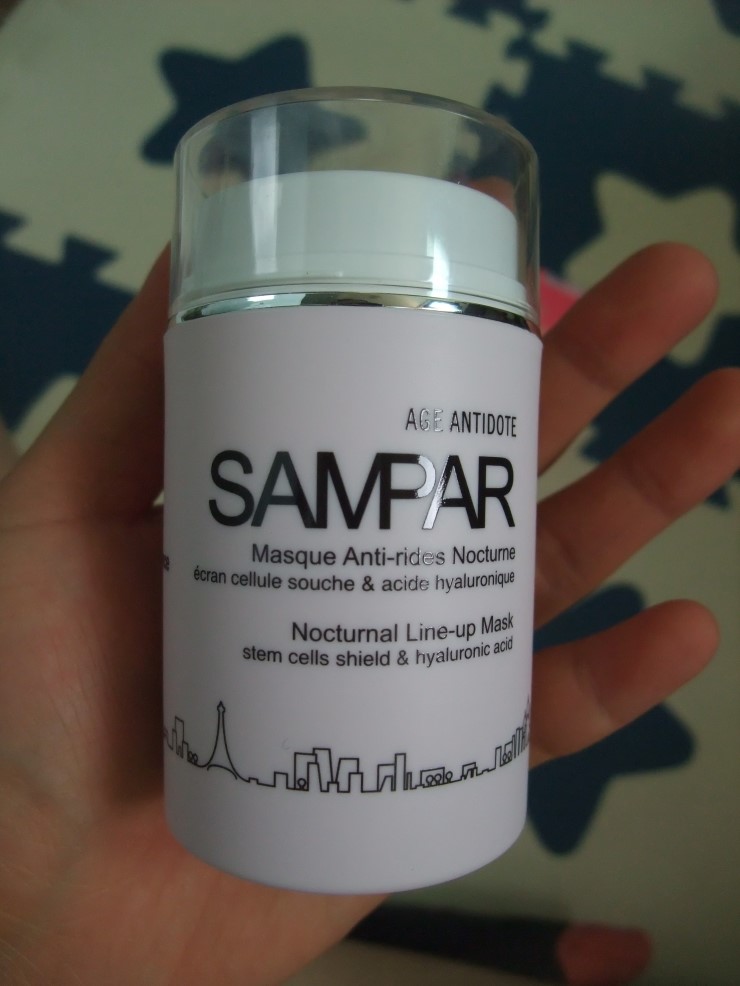 AGE ANTIDOTE
SAMPAR
Masque Anti-rides Nocturne
écran cellule souche & acide hyaluronique
Nocturnal Line-up Mask
stem cells shield & hyaluronic acid